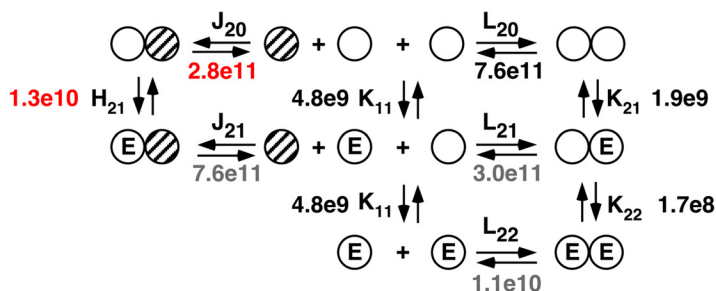 J20 + + L20
2.8e11 7.6e11
1.3e10 H21 4.8e9 K11 K21 1.9e9
E J21 + E + L21 E
7.6e11 3.0e11
4.8e9 K11 K22 1.7e8
E + E L22 E E
1.1e10